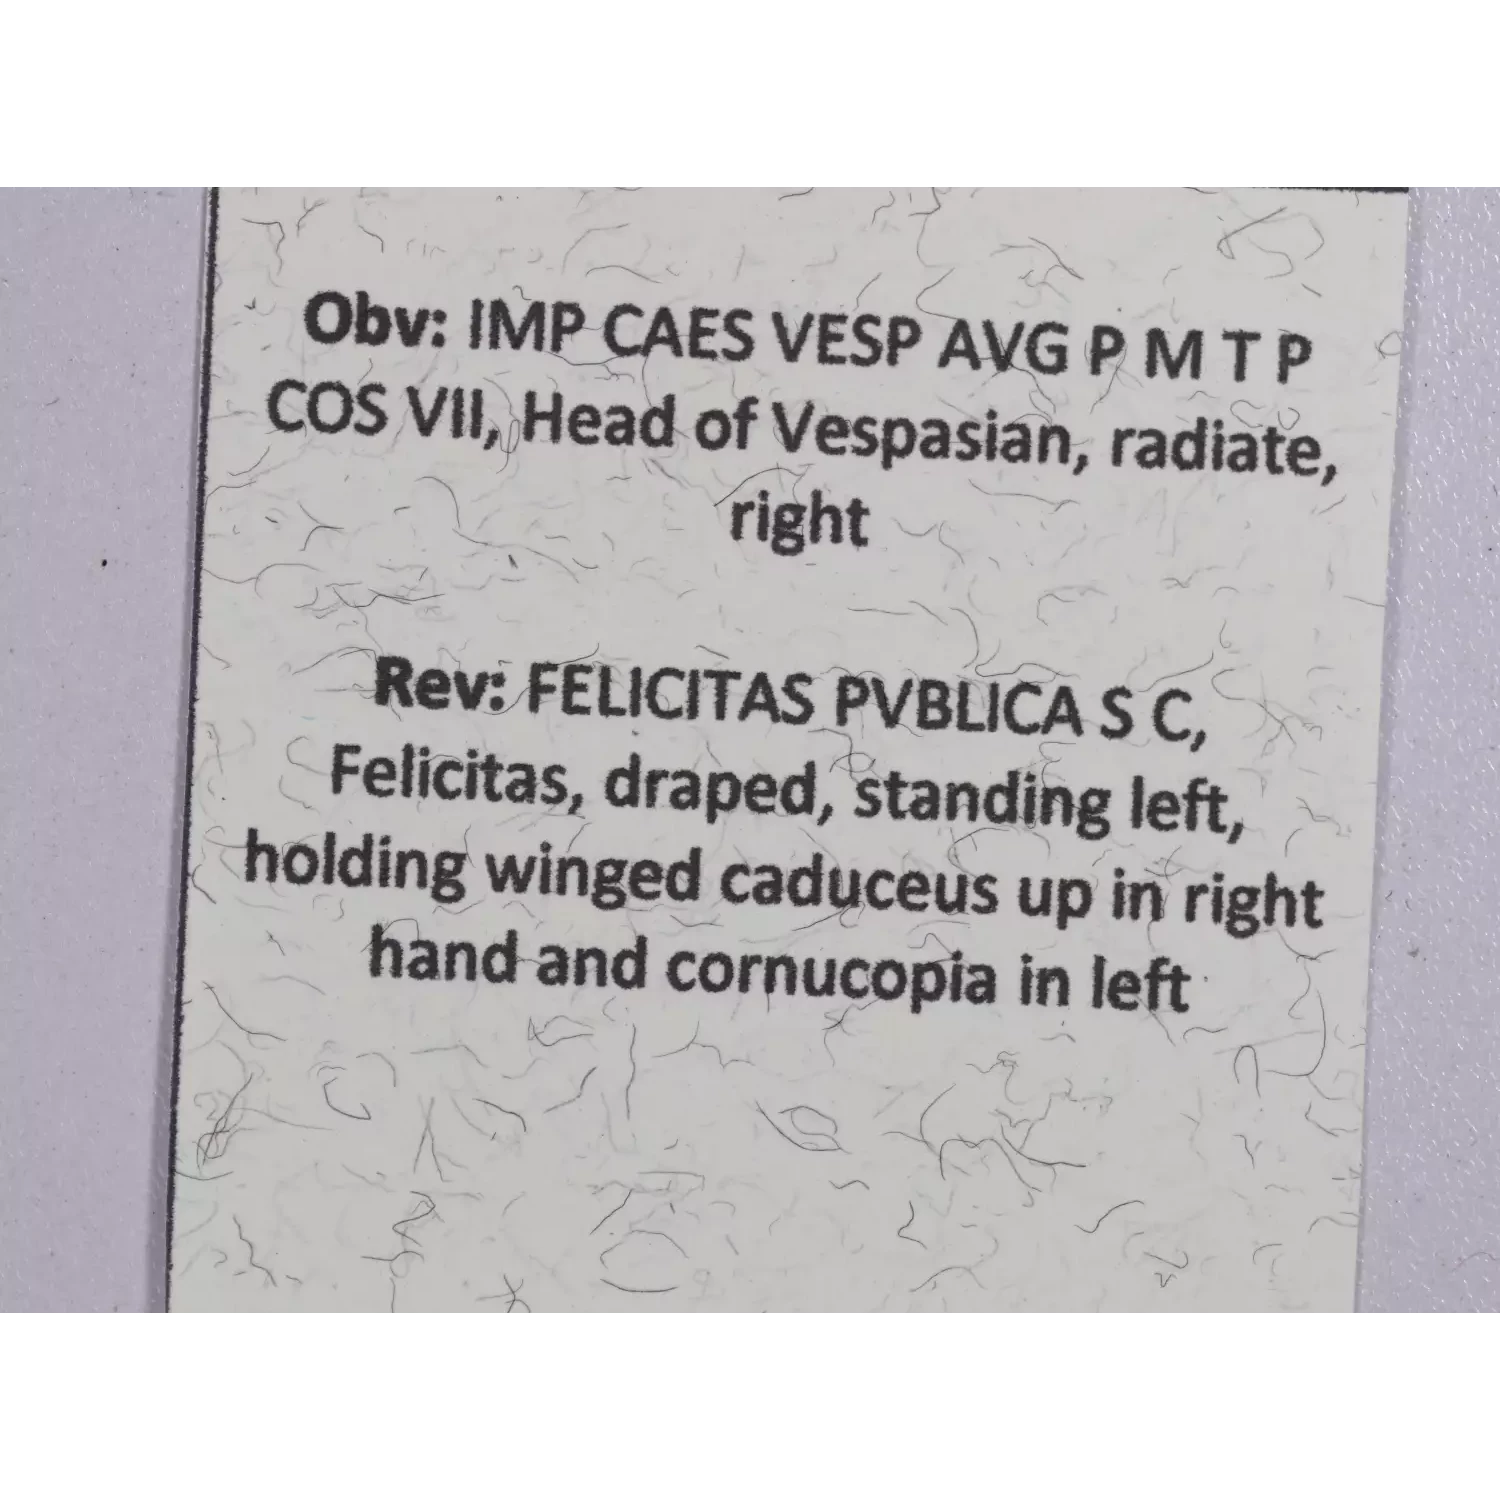 Obv: IMP CAES VESP AVG P M T P
COS VII, Head of Vespasian, radiate,
right
Rev: FELICITAS PVBLICA S C,
Felicitas, draped, standing left,
holding winged caduceus up in right
hand and cornucopia in left